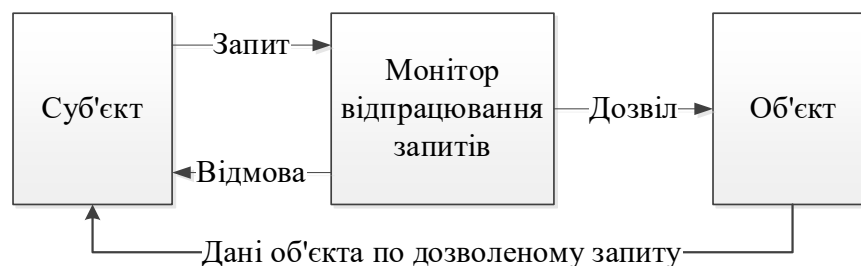 Запит
Суб'єкт
Монітор
відпрацювання
запитів
Дозвіл
Об'єкт
Відмова
Дані об'єкта по дозволеному запиту